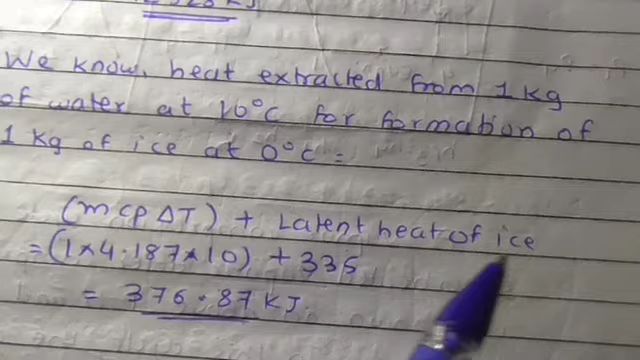 We know, heat extracted from 1 kg
of water at 10°C for formation of
1 kg of ice at 0°C =
(m cp ΔT) + Latent heat of ice
= (1 × 4.187 × 10) + 335
= 376.87 KJ.